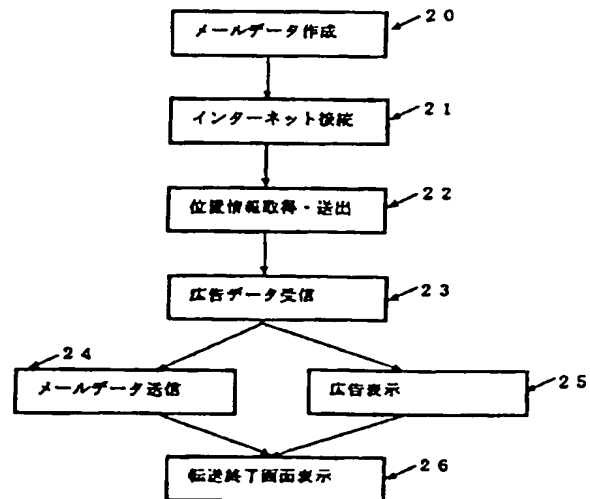 メールデータ作成
20
インターネット接続
21
位置情報取得・送出
22
広告データ受信
23
24
メールデータ送信
広告表示
25
転送終了画面表示
26